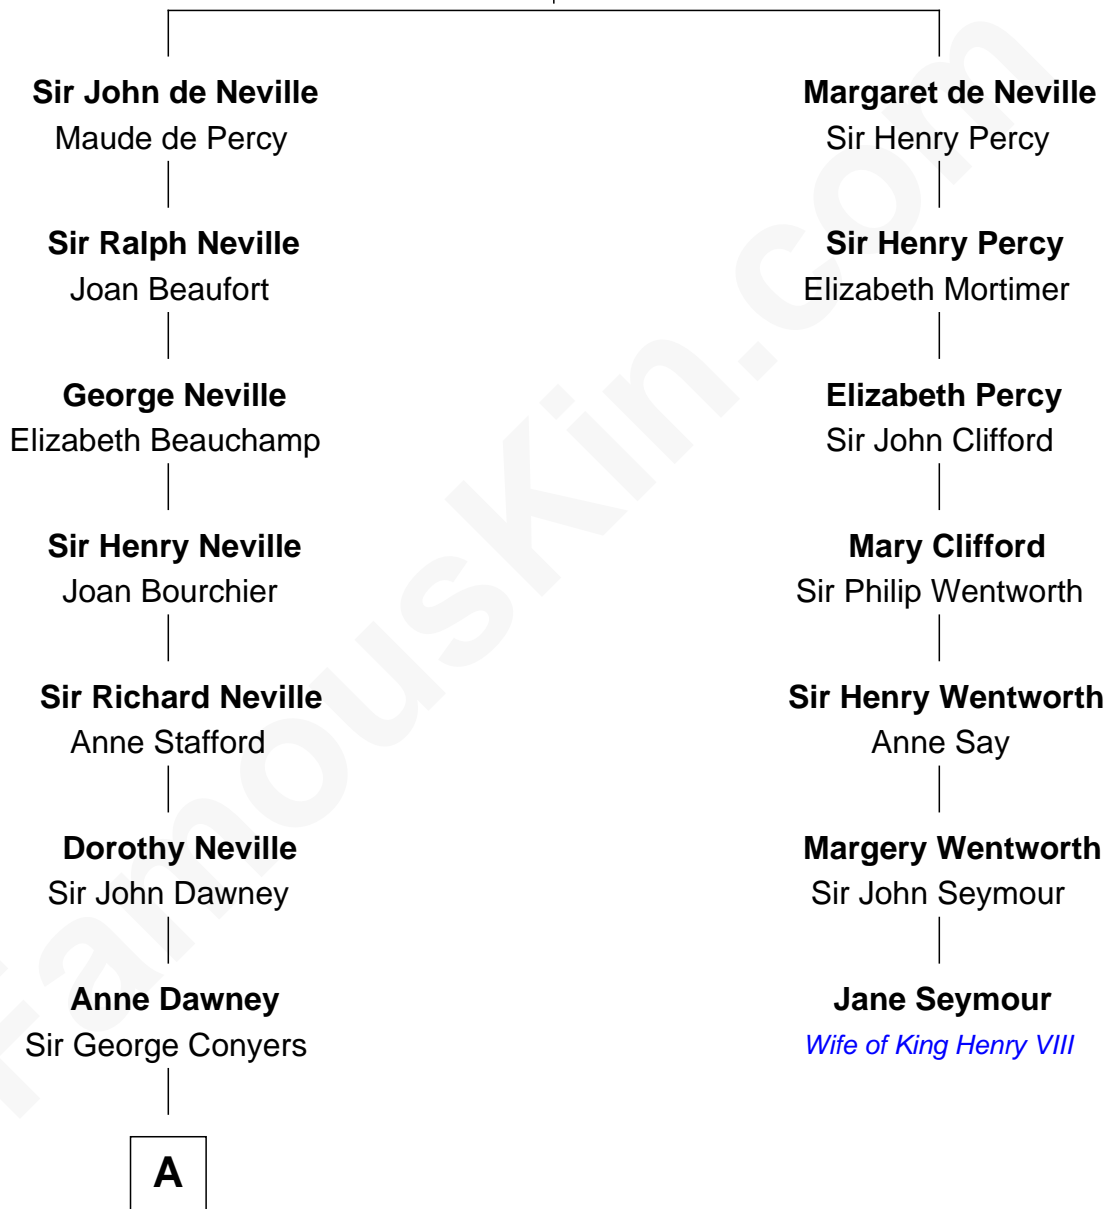 Sir John de Neville
Maude de Percy
Margaret de Neville
Sir Henry Percy
Sir Ralph Neville
Joan Beaufort
Sir Henry Percy
Elizabeth Mortimer
George Neville
Elizabeth Beauchamp
Elizabeth Percy
Sir John Clifford
Sir Henry Neville
Joan Bourchier
Mary Clifford
Sir Philip Wentworth
Sir Richard Neville
Anne Stafford
Sir Henry Wentworth
Anne Say
Dorothy Neville
Sir John Dawney
Margery Wentworth
Sir John Seymour
Anne Dawney
Sir George Conyers
Jane Seymour
Wife of King Henry VIII
A
FamousKin.com